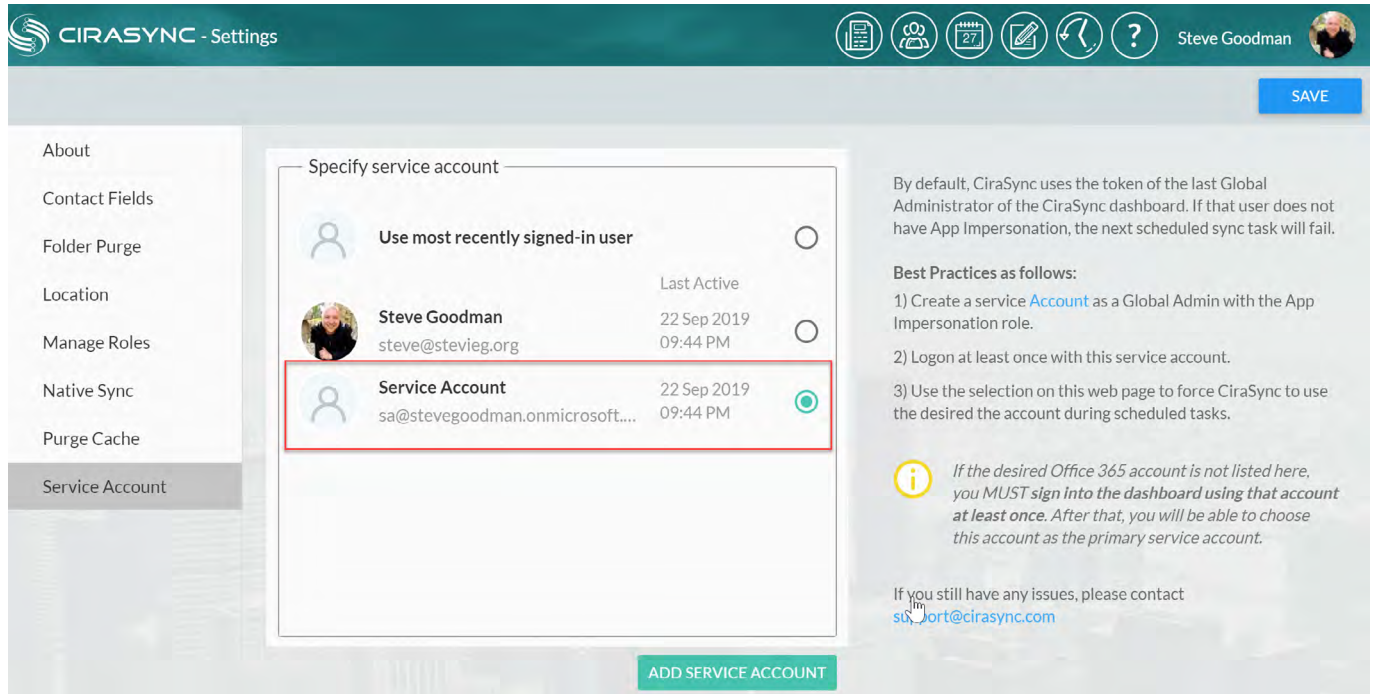 CIRASYNC - Settings
27
?
Steve Goodman
SAVE
About
Contact Fields
Folder Purge
Location
Manage Roles
Native Sync
Purge Cache
Service Account
Specify service account
Use most recently signed-in user
Last Active
Steve Goodman
steve@stevieg.org
22 Sep 2019
09:44 PM
Service Account
sa@stevegoodman.onmicrosoft....
22 Sep 2019
09:44 PM
ADD SERVICE ACCOUNT
By default, CiraSync uses the token of the last Global
Administrator of the CiraSync dashboard. If that user does not
have App Impersonation, the next scheduled sync task will fail.
Best Practices as follows:
1) Create a service Account as a Global Admin with the App
Impersonation role.
2) Logon at least once with this service account.
3) Use the selection on this web page to force CiraSync to use
the desired the account during scheduled tasks.
i
If the desired Office 365 account is not listed here,
you MUST sign into the dashboard using that account
at least once. After that, you will be able to choose
this account as the primary service account.
If you still have any issues, please contact
support@cirasync.com